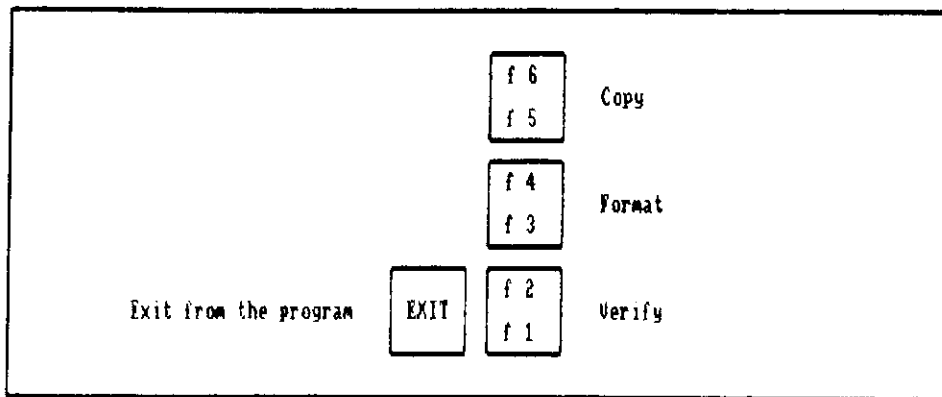 f 6
Copy
f 5
f 4
Format
f 3
Exit from the program EXIT f 2
Verify
f 1